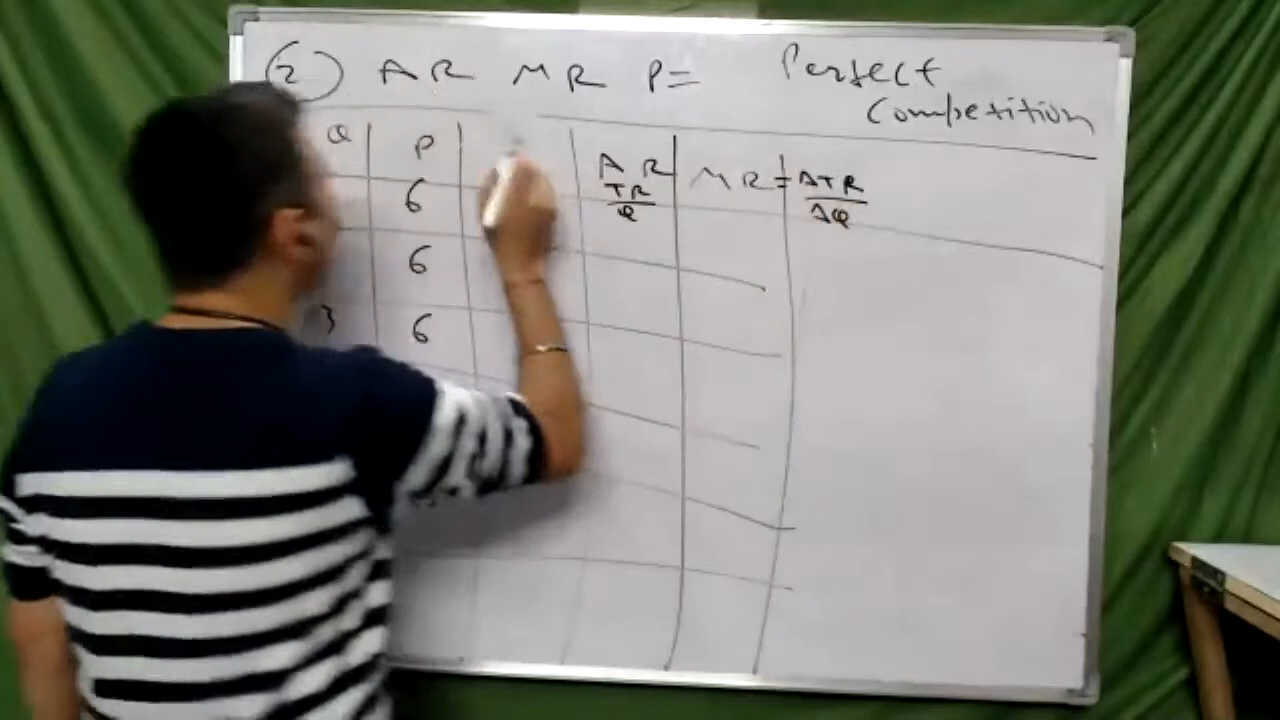 2) AR MR P= Perfect
Competition
Q P AR MR = ΔTR
TR
Q ΔQ
6
6
3 6